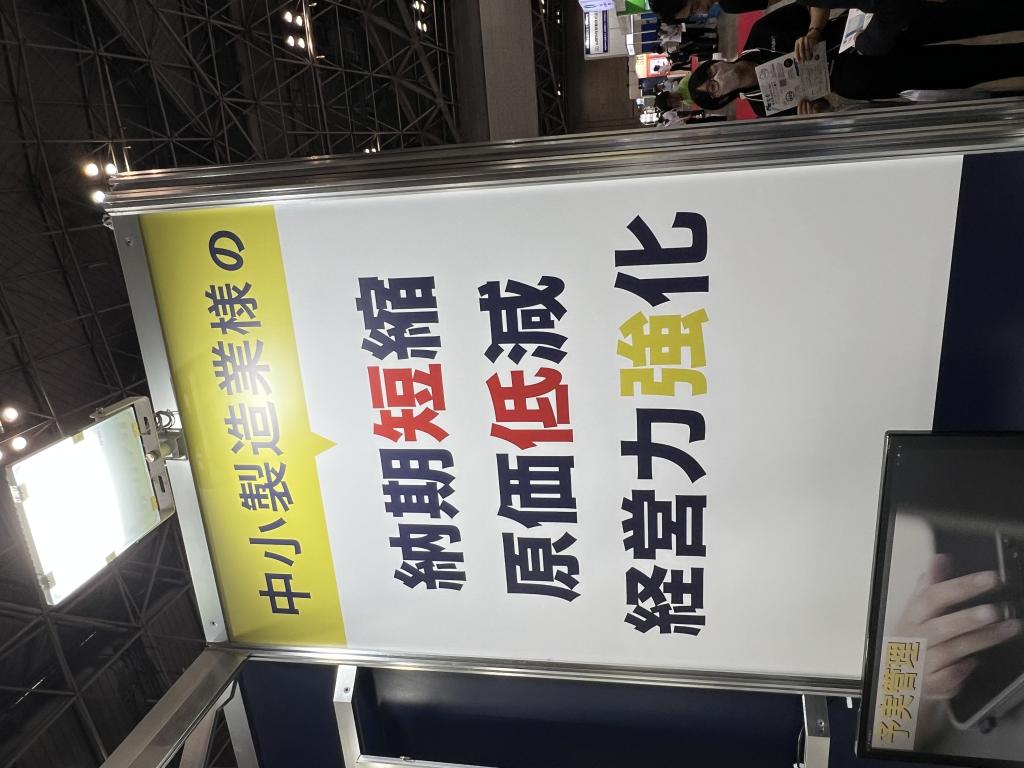 中小製造業様の
納期短縮
原価低減
経営力強化
予実管理